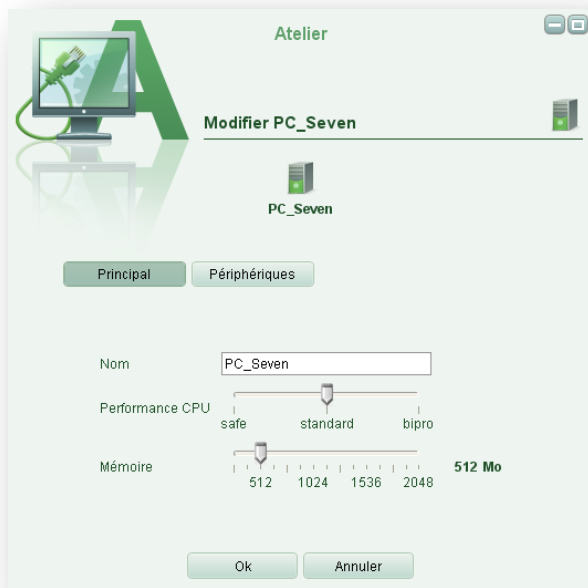 Atelier
Modifier PC_Seven
PC_Seven
Principal Périphériques
Nom PC_Seven
Performance CPU
safe standard bipro
Mémoire 512 Mo
512 1024 1536 2048
Ok Annuler